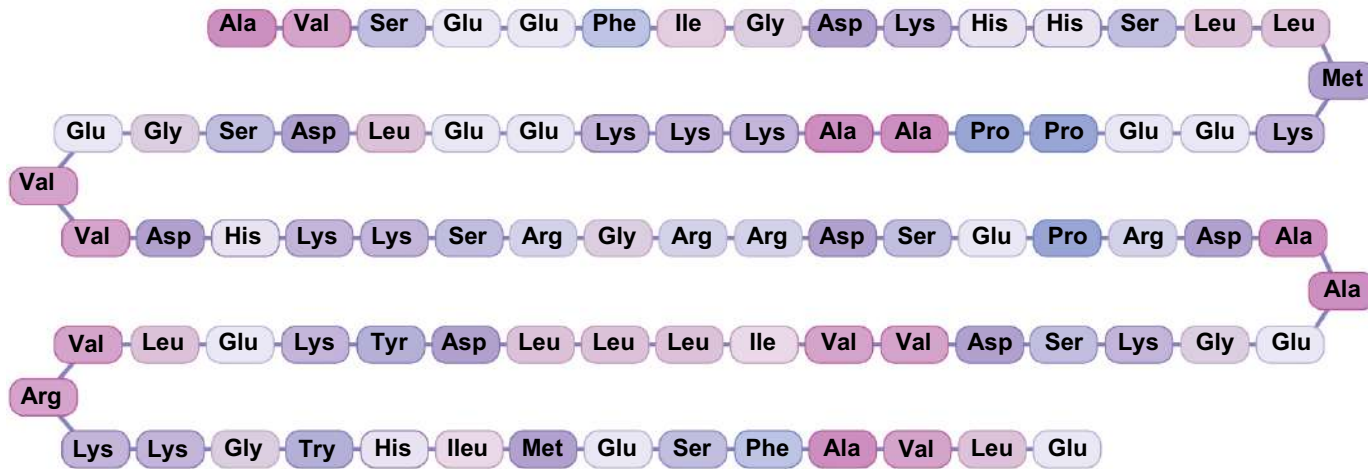 Ala Val Ser Glu Glu Phe Ile Gly Asp Lys His His Ser Leu Leu
Met
Glu Gly Ser Asp Leu Glu Glu Lys Lys Lys Ala Ala Pro Pro Glu Glu Lys
Val
Val Asp His Lys Lys Ser Arg Gly Arg Arg Asp Ser Glu Pro Arg Asp Ala
Ala
Val Leu Glu Lys Tyr Asp Leu Leu Leu Ile Val Val Asp Ser Lys Gly Glu
Arg
Lys Lys Gly Try His Ileu Met Glu Ser Phe Ala Val Leu Glu